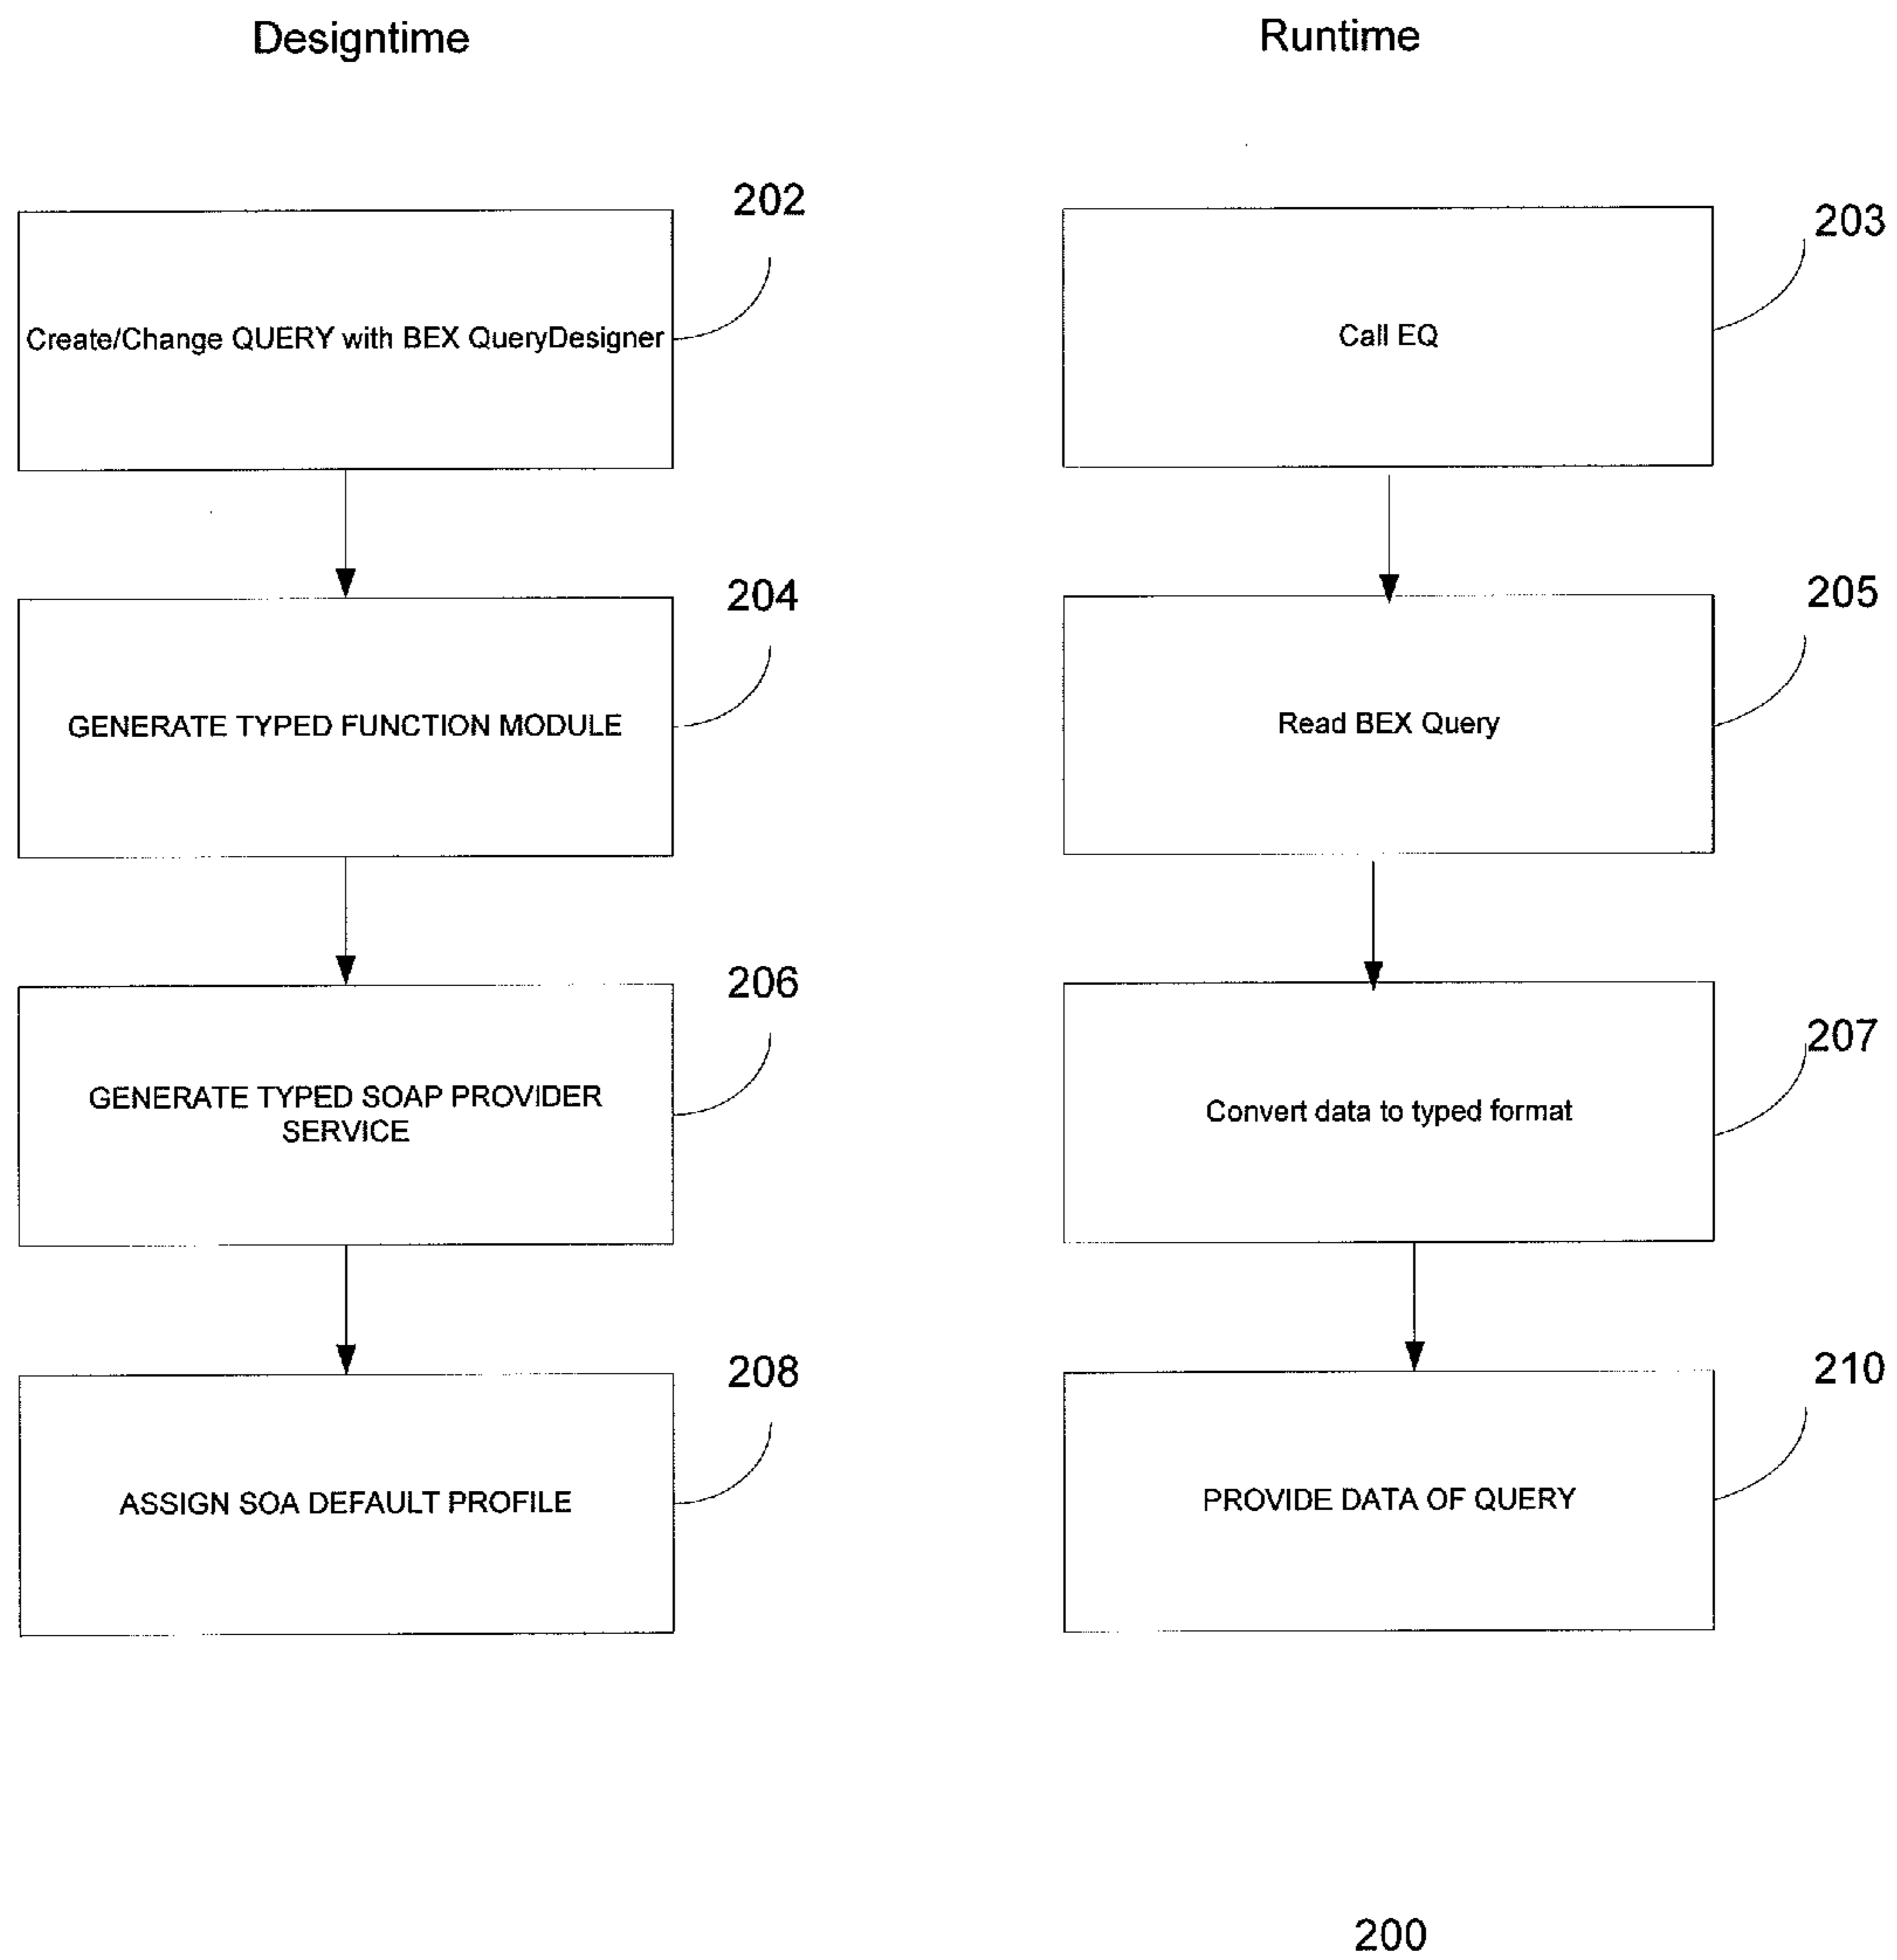 Designtime
Runtime
202
Create/Change QUERY with BEX QueryDesigner
203
Call EQ
204
GENERATE TYPED FUNCTION MODULE
205
Read BEX Query
206
GENERATE TYPED SOAP PROVIDER
SERVICE
207
Convert data to typed format
208
ASSIGN SOA DEFAULT PROFILE
210
PROVIDE DATA OF QUERY
200